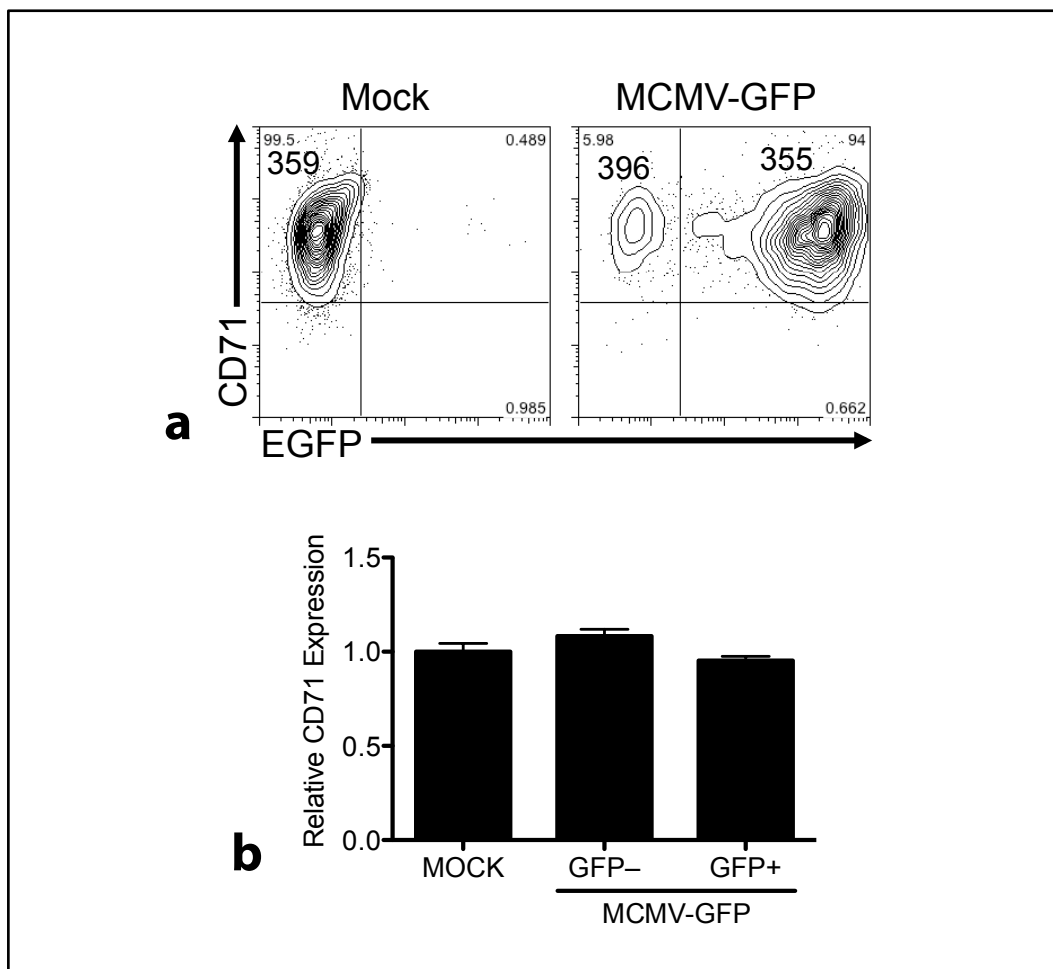 Mock MCMV-GFP
99.5 0.489 5.98 94
359 396 355
CD71
0.985 0.662
a
EGFP
Relative CD71 Expression
1.5
1.0
0.5
0.0
b
MOCK GFP– GFP+
MCMV-GFP